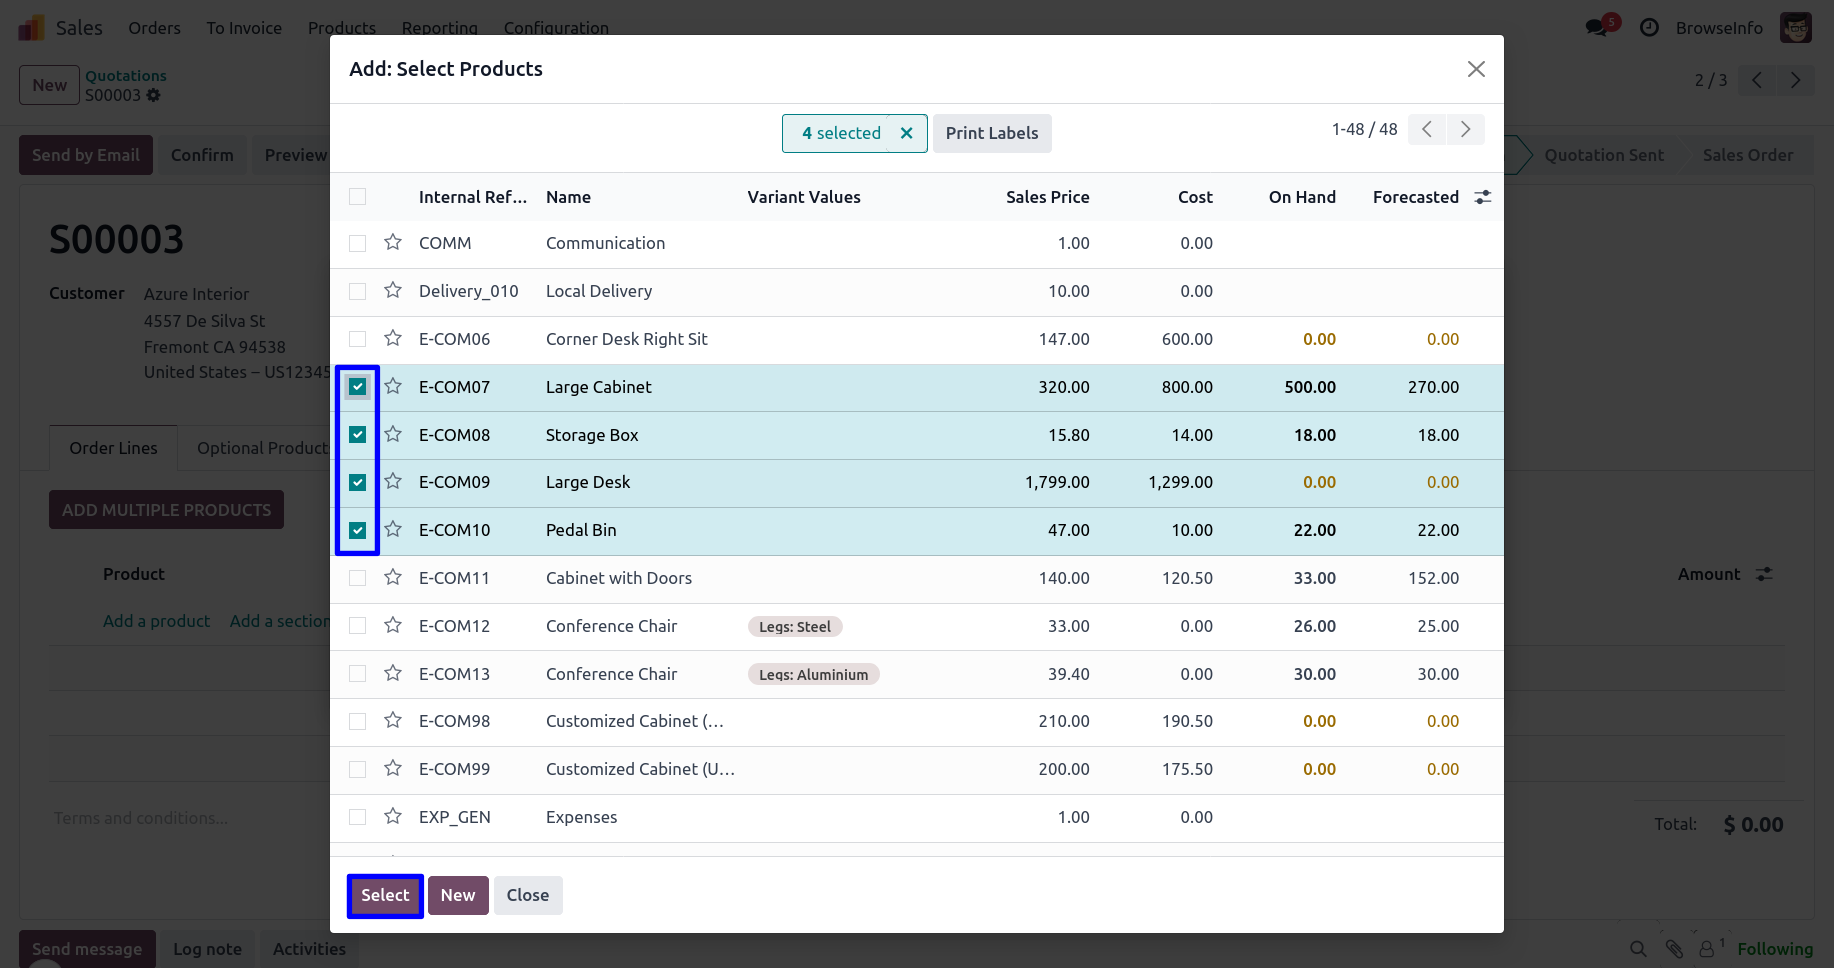 Sales Orders To Invoice Products Reporting Configuration 5 BrowseInfo
New Quotations
S00003
2 / 3
Add: Select Products
4 selected Print Labels
1-48 / 48
Send by Email Confirm Preview Quotation Sent Sales Order
Internal Ref... Name Variant Values Sales Price Cost On Hand Forecasted
COMM Communication 1.00 0.00
Delivery_010 Local Delivery 10.00 0.00
E-COM06 Corner Desk Right Sit 147.00 600.00 0.00 0.00
E-COM07 Large Cabinet 320.00 800.00 500.00 270.00
E-COM08 Storage Box 15.80 14.00 18.00 18.00
E-COM09 Large Desk 1,799.00 1,299.00 0.00 0.00
E-COM10 Pedal Bin 47.00 10.00 22.00 22.00
E-COM11 Cabinet with Doors 140.00 120.50 33.00 152.00
E-COM12 Conference Chair Legs: Steel 33.00 0.00 26.00 25.00
E-COM13 Conference Chair Legs: Aluminium 39.40 0.00 30.00 30.00
E-COM98 Customized Cabinet (... 210.00 190.50 0.00 0.00
E-COM99 Customized Cabinet (U... 200.00 175.50 0.00 0.00
EXP_GEN Expenses 1.00 0.00
Select New Close
S00003
Customer Azure Interior
4557 De Silva St
Fremont CA 94538
United States – US12345
Order Lines Optional Product
ADD MULTIPLE PRODUCTS
Product Amount
Add a product Add a section
Terms and conditions...
Total: $ 0.00
Send message Log note Activities 1 Following